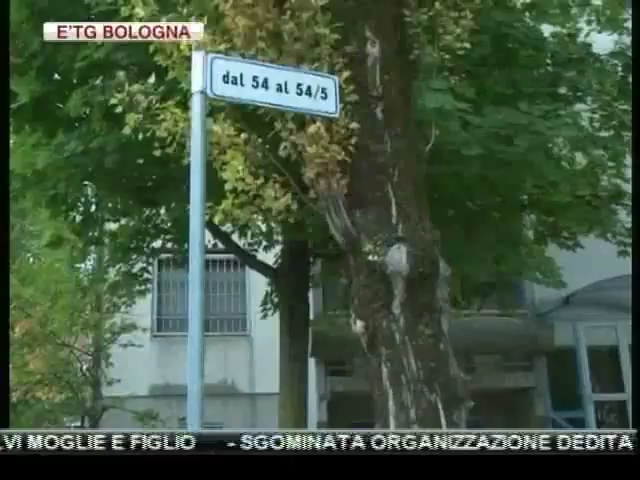 E'TG BOLOGNA
dal 54 al 54/5
VI MOGLIE E FIGLIO - SGOMINATA ORGANIZZAZIONE DEDITA